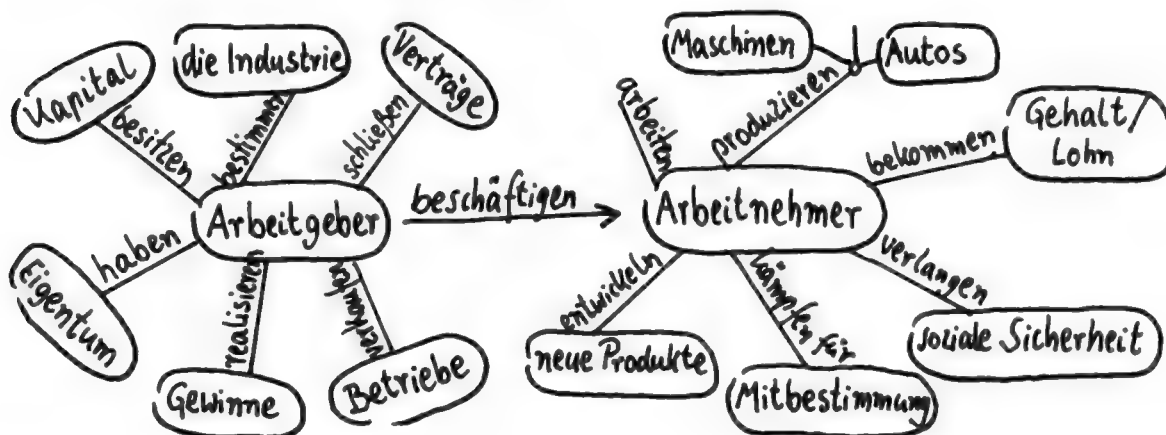 Kapital
besitzen
die Industrie
bestimmen
Verträge
schließen
Arbeitgeber
haben
Eigentum
realisieren
Gewinne
verkaufen
Betriebe
beschäftigen
Maschinen
Autos
arbeiten
produzieren
Arbeitnehmer
bekommen
Gehalt/
Lohn
verlangen
soziale Sicherheit
entwickeln
neue Produkte
kämpfen für
Mitbestimmung